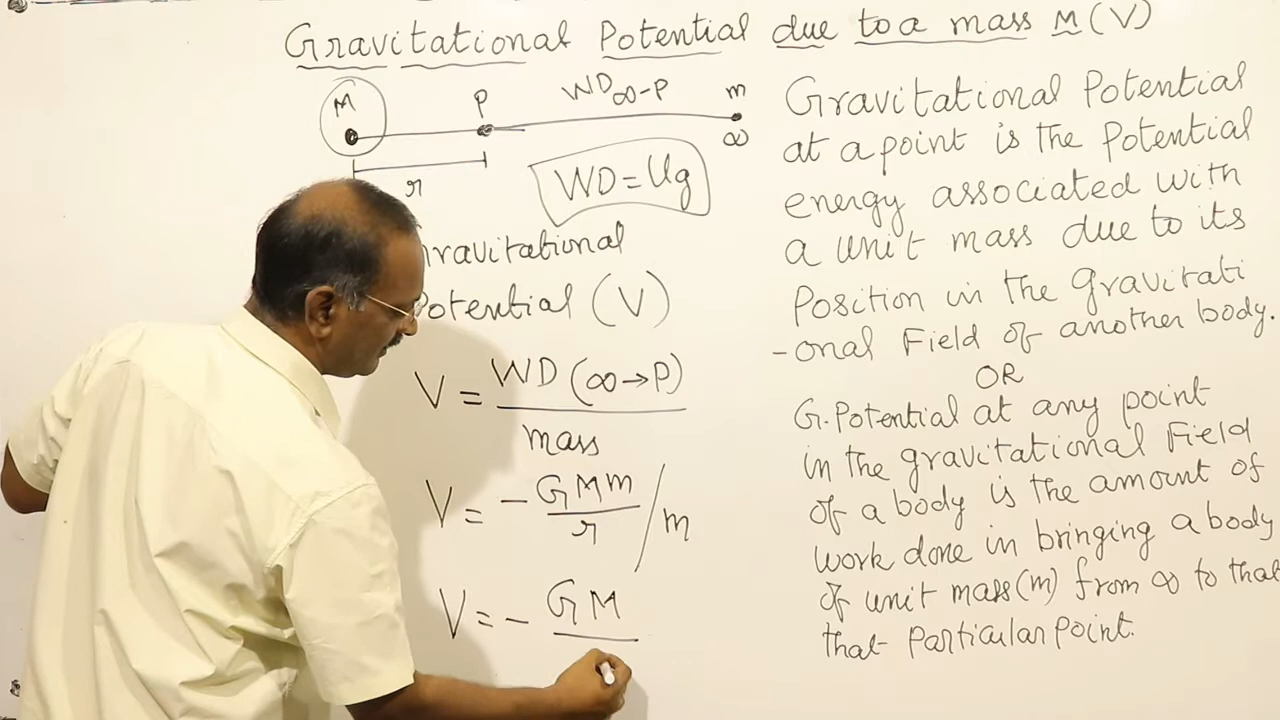 Gravitational Potential due to a mass M (V)
M P WD∞-P m
∞
r
WD = Ug
Gravitational Potential
at a point is the Potential
energy associated with
a unit mass due to its
Position in the gravitati
-onal Field of another body.
OR
G. Potential at any point
in the gravitational Field
of a body is the amount of
work done in bringing a body
of unit mass(m) from ∞ to that
that particular point.
ravitational
Potential (V)
V = WD (∞→P)
mass
V = - GMm / m
r
V = - GM